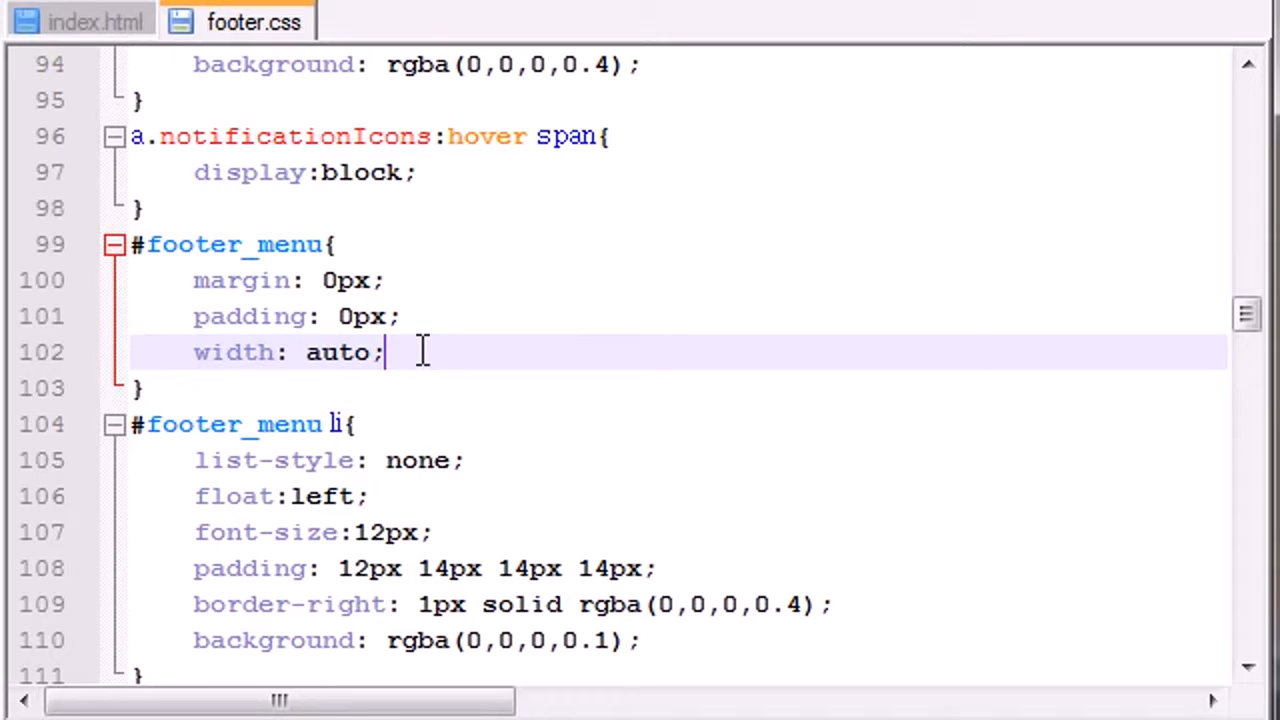 index.html footer.css
94 background: rgba(0,0,0,0.4);
95 }
96 a.notificationIcons:hover span{
97 display:block;
98 }
99 #footer_menu{
100 margin: 0px;
101 padding: 0px;
102 width: auto;
103 }
104 #footer_menu li{
105 list-style: none;
106 float:left;
107 font-size:12px;
108 padding: 12px 14px 14px 14px;
109 border-right: 1px solid rgba(0,0,0,0.4);
110 background: rgba(0,0,0,0.1);
111 }